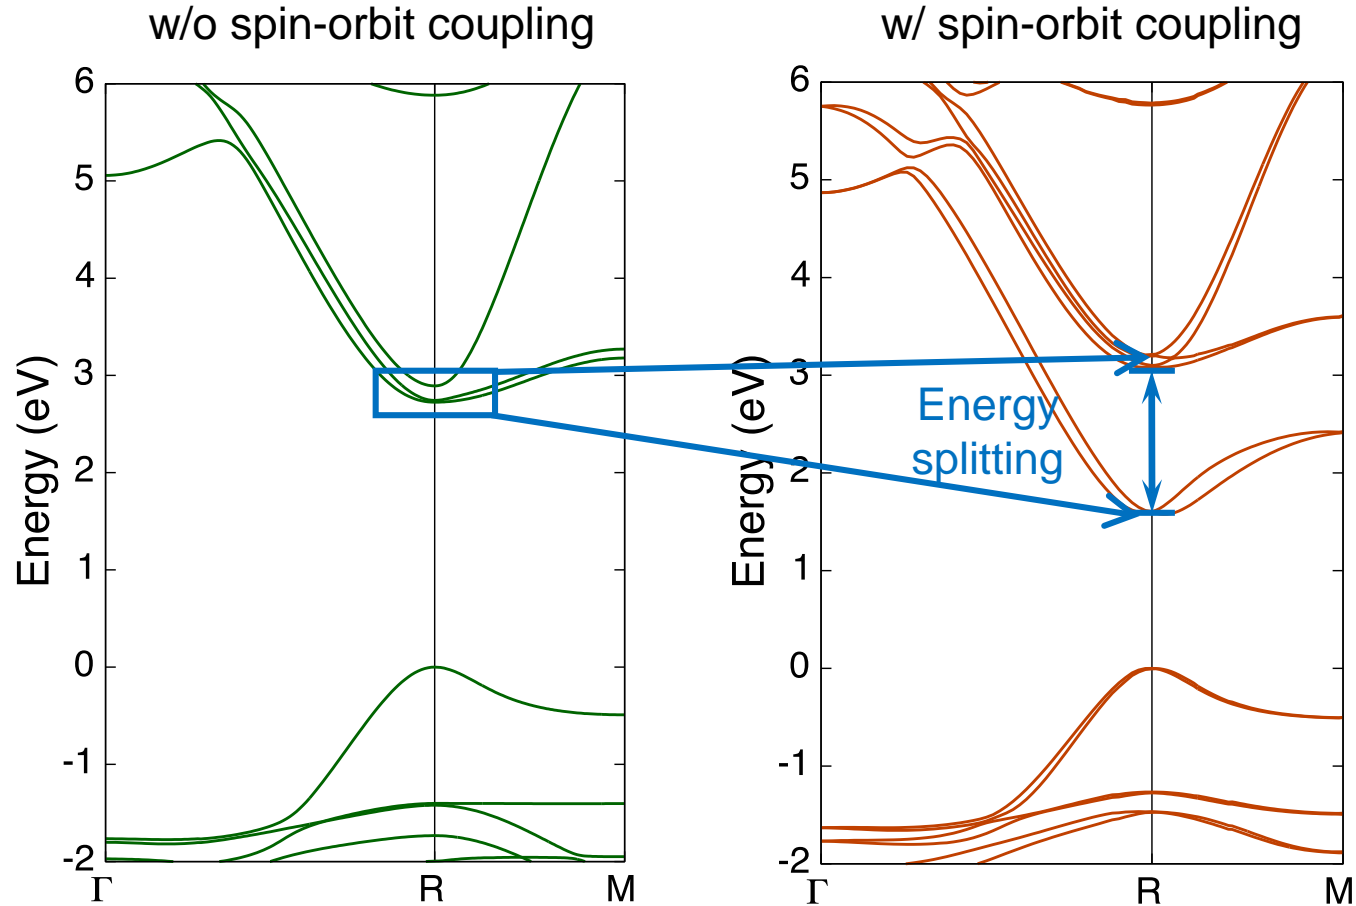 w/o spin-orbit coupling
w/ spin-orbit coupling
Energy (eV)
6
5
4
3
2
1
0
-1
-2
Γ
R
M
Energy (eV)
6
5
4
3
2
1
0
-1
-2
Γ
R
M
Energy
splitting